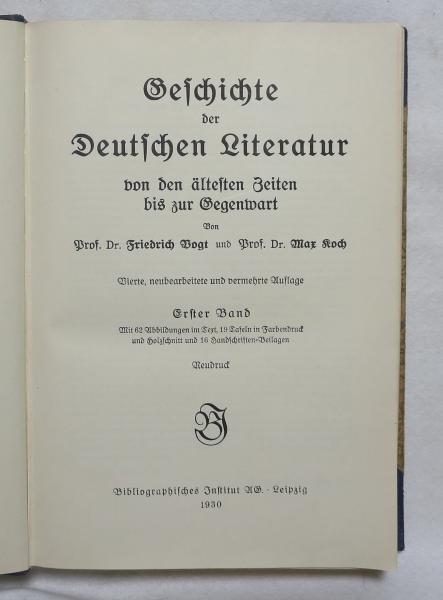 Geschichte
der
Deutschen Literatur
von den ältesten Zeiten
bis zur Gegenwart
Von
Prof. Dr. Friedrich Vogt und Prof. Dr. Max Koch
Vierte, neubearbeitete und vermehrte Auflage
Erster Band
Mit 62 Abbildungen im Text, 19 Tafeln in Farbendruck
und Holzschnitt und 16 Handschriften-Beilagen
Neudruck
BI
Bibliographisches Institut AG. · Leipzig
1930